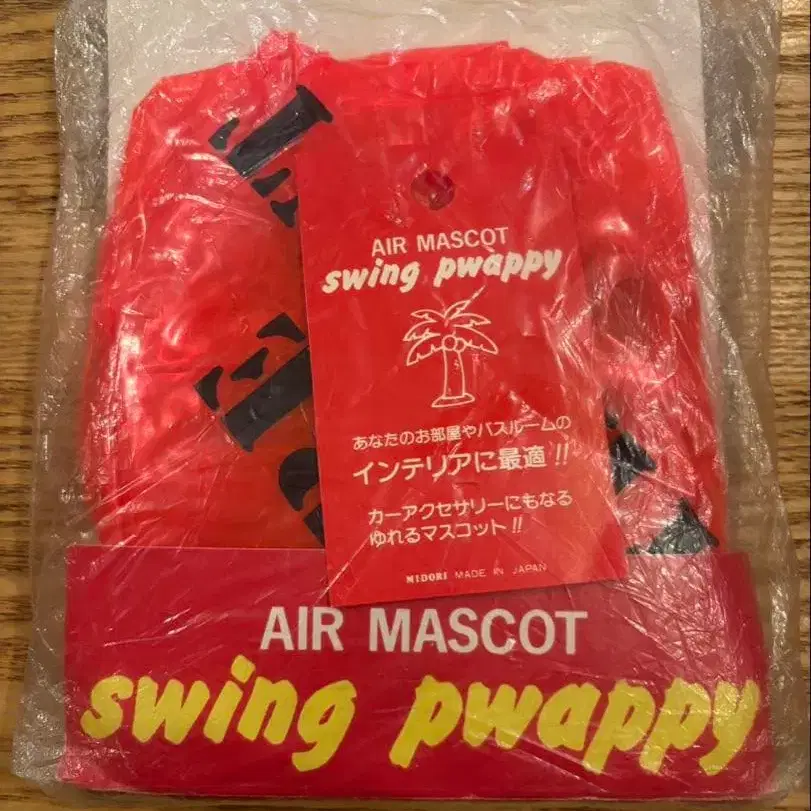 AIR MASCOT
swing pwappy
あなたのお部屋やバスルームの
インテリアに最適!!
カーアクセサリーにもなる
ゆれるマスコット!!
MIDORI MADE IN JAPAN
AIR MASCOT
swing pwappy